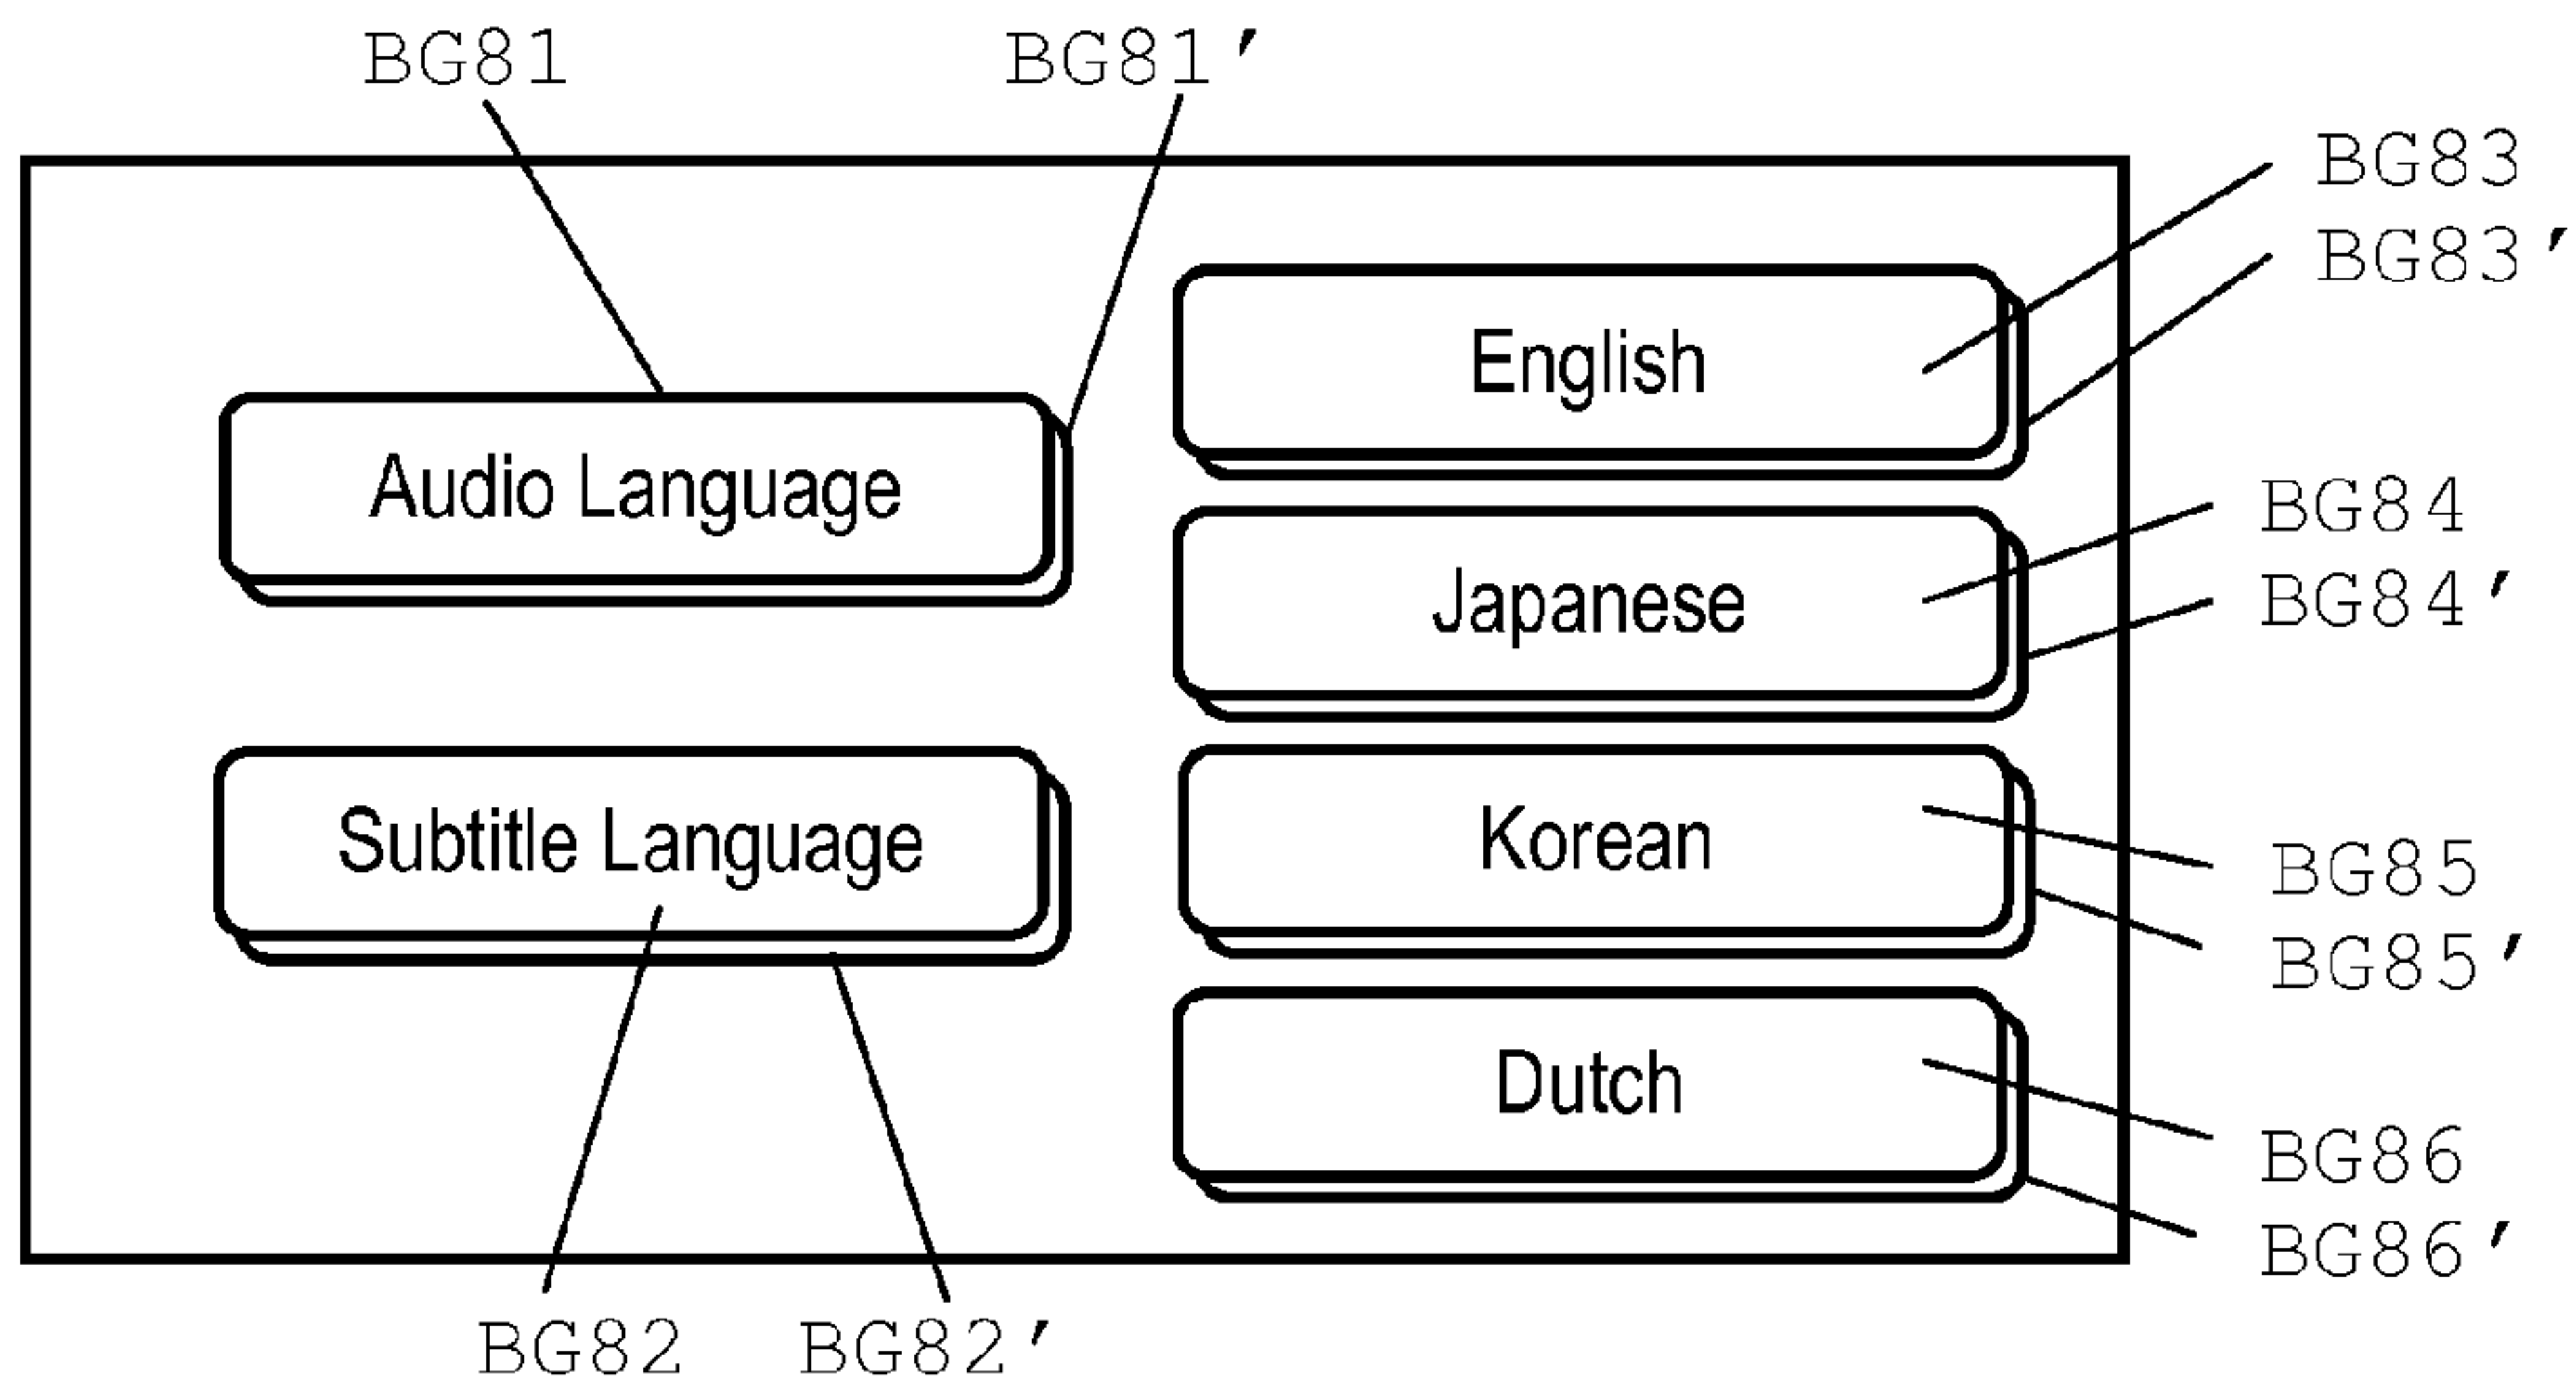 BG81 BG81'
BG83
BG83'
English
Audio Language
BG84
Japanese
BG84'
Subtitle Language
Korean
BG85
BG85'
Dutch
BG86
BG86'
BG82 BG82'